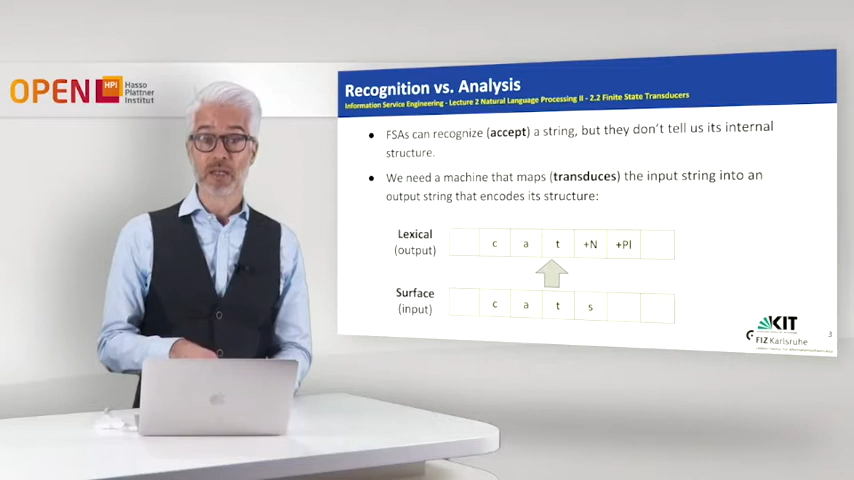 OPEN HPI Hasso
Plattner
Institut
Recognition vs. Analysis
Information Service Engineering - Lecture 2 Natural Language Processing II - 2.2 Finite State Transducers
● FSAs can recognize (accept) a string, but they don't tell us its internal
structure.
● We need a machine that maps (transduces) the input string into an
output string that encodes its structure:
Lexical
(output)
c a t +N +Pl
Surface
(input)
c a t s
KIT
FIZ Karlsruhe
3